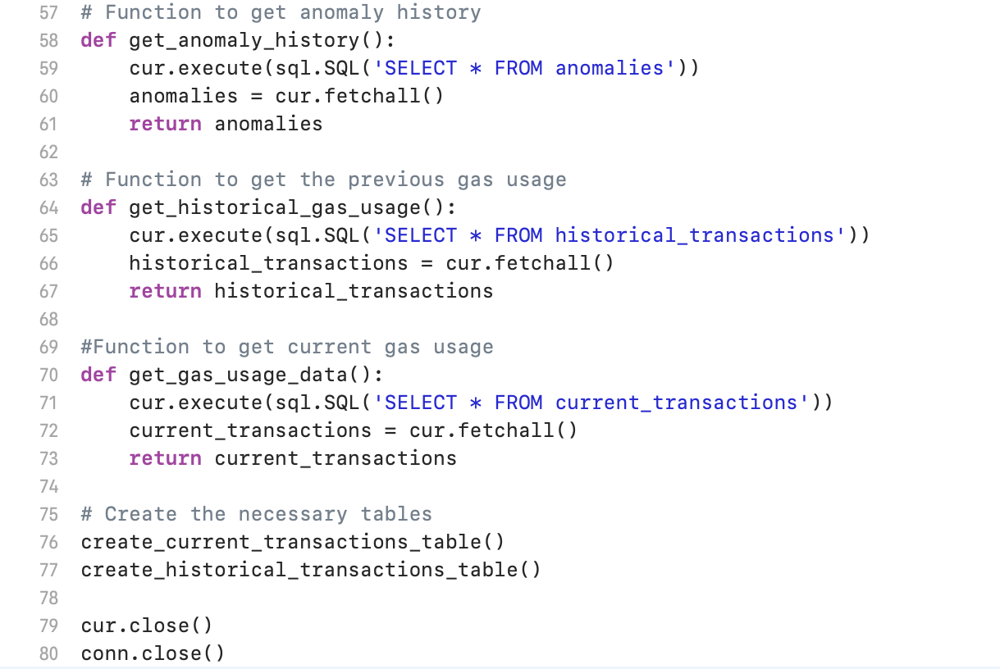 57 # Function to get anomaly history
58 def get_anomaly_history():
59     cur.execute(sql.SQL('SELECT * FROM anomalies'))
60     anomalies = cur.fetchall()
61     return anomalies
62
63 # Function to get the previous gas usage
64 def get_historical_gas_usage():
65     cur.execute(sql.SQL('SELECT * FROM historical_transactions'))
66     historical_transactions = cur.fetchall()
67     return historical_transactions
68
69 #Function to get current gas usage
70 def get_gas_usage_data():
71     cur.execute(sql.SQL('SELECT * FROM current_transactions'))
72     current_transactions = cur.fetchall()
73     return current_transactions
74
75 # Create the necessary tables
76 create_current_transactions_table()
77 create_historical_transactions_table()
78
79 cur.close()
80 conn.close()